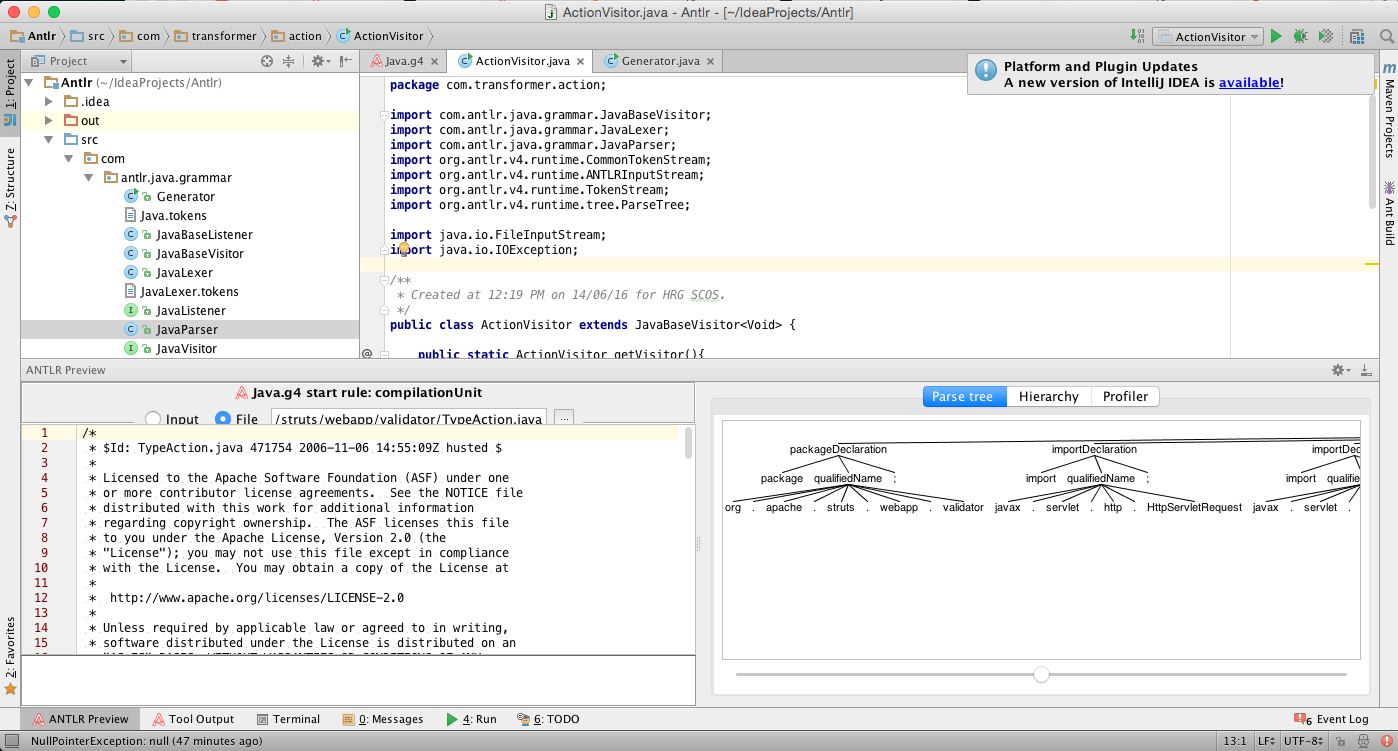 ActionVisitor.java - Antlr - [~/IdeaProjects/Antlr]
Antlr src com transformer action ActionVisitor
ActionVisitor
Project
Java.g4 ActionVisitor.java Generator.java
Platform and Plugin Updates
A new version of IntelliJ IDEA is available!
1: Project
Z: Structure
2: Favorites
Antlr (~/IdeaProjects/Antlr)
.idea
out
src
com
antlr.java.grammar
Generator
Java.tokens
JavaBaseListener
JavaBaseVisitor
JavaLexer
JavaLexer.tokens
JavaListener
JavaParser
JavaVisitor
package com.transformer.action;
import com.antlr.java.grammar.JavaBaseVisitor;
import com.antlr.java.grammar.JavaLexer;
import com.antlr.java.grammar.JavaParser;
import org.antlr.v4.runtime.CommonTokenStream;
import org.antlr.v4.runtime.ANTLRInputStream;
import org.antlr.v4.runtime.TokenStream;
import org.antlr.v4.runtime.tree.ParseTree;
import java.io.FileInputStream;
import java.io.IOException;
/**
* Created at 12:19 PM on 14/06/16 for HRG SCOS.
*/
public class ActionVisitor extends JavaBaseVisitor<Void> {
@ public static ActionVisitor getVisitor(){
Maven Projects
Ant Build
ANTLR Preview
Java.g4 start rule: compilationUnit
Input File /struts/webapp/validator/TypeAction.java ...
1 /*
2 * $Id: TypeAction.java 471754 2006-11-06 14:55:09Z husted $
3 *
4 * Licensed to the Apache Software Foundation (ASF) under one
5 * or more contributor license agreements. See the NOTICE file
6 * distributed with this work for additional information
7 * regarding copyright ownership. The ASF licenses this file
8 * to you under the Apache License, Version 2.0 (the
9 * "License"); you may not use this file except in compliance
10 * with the License. You may obtain a copy of the License at
11 *
12 * http://www.apache.org/licenses/LICENSE-2.0
13 *
14 * Unless required by applicable law or agreed to in writing,
15 * software distributed under the License is distributed on an
Parse tree Hierarchy Profiler
packageDeclaration importDeclaration importDec
package qualifiedName ; import qualifiedName ; import qualifie
org . apache . struts . webapp . validator javax . servlet . http . HttpServletRequest javax . servlet .
ANTLR Preview Tool Output Terminal 0: Messages 4: Run 6: TODO 6 Event Log
NullPointerException: null (47 minutes ago) 13:1 LF UTF-8